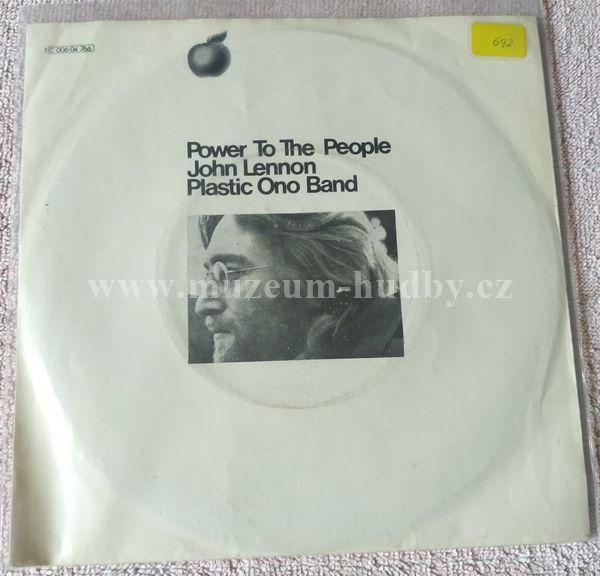 1C 006-04 766
692
Power To The People
John Lennon
Plastic Ono Band
www.muzeum-hudby.cz